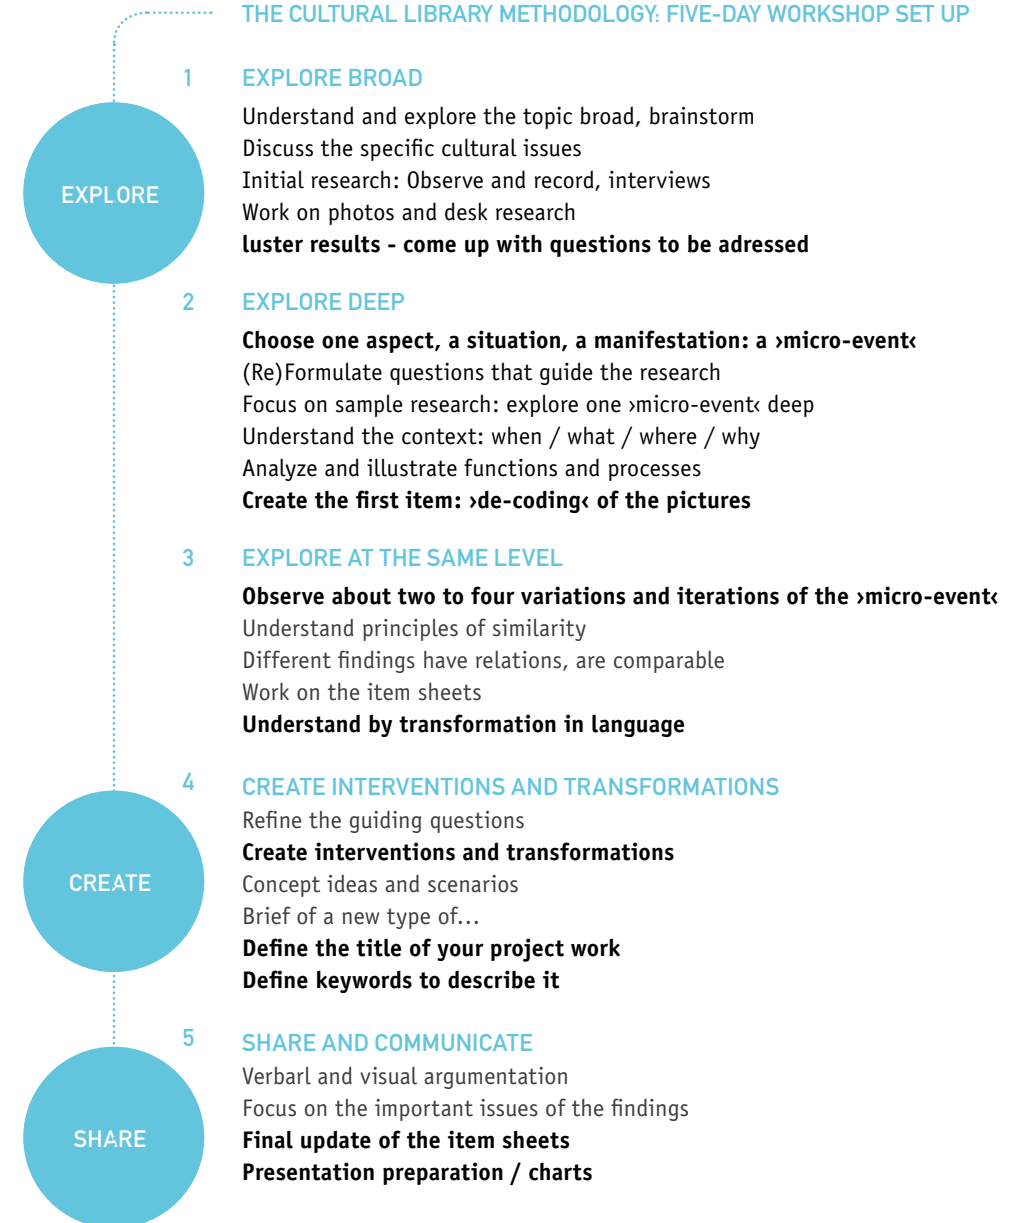 THE CULTURAL LIBRARY METHODOLOGY: FIVE-DAY WORKSHOP SET UP
1 EXPLORE BROAD
Understand and explore the topic broad, brainstorm
Discuss the specific cultural issues
EXPLORE
Initial research: Observe and record, interviews
Work on photos and desk research
luster results - come up with questions to be adressed
2 EXPLORE DEEP
Choose one aspect, a situation, a manifestation: a ›micro-event‹
(Re)Formulate questions that guide the research
Focus on sample research: explore one ›micro-event‹ deep
Understand the context: when / what / where / why
Analyze and illustrate functions and processes
Create the first item: ›de-coding‹ of the pictures
3 EXPLORE AT THE SAME LEVEL
Observe about two to four variations and iterations of the ›micro-event‹
Understand principles of similarity
Different findings have relations, are comparable
Work on the item sheets
Understand by transformation in language
4 CREATE INTERVENTIONS AND TRANSFORMATIONS
Refine the guiding questions
Create interventions and transformations
CREATE
Concept ideas and scenarios
Brief of a new type of...
Define the title of your project work
Define keywords to describe it
5 SHARE AND COMMUNICATE
Verbarl and visual argumentation
Focus on the important issues of the findings
SHARE
Final update of the item sheets
Presentation preparation / charts